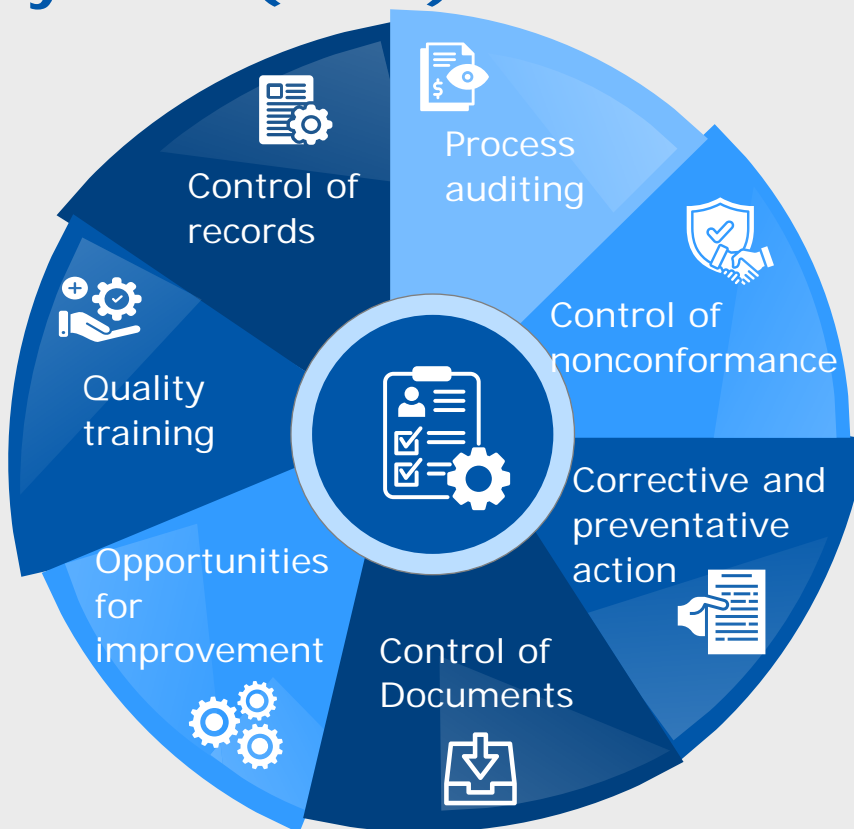 Process
auditing
Control of
nonconformance
Corrective and
preventative
action
Control of
Documents
Opportunities
for
improvement
Quality
training
Control of
records